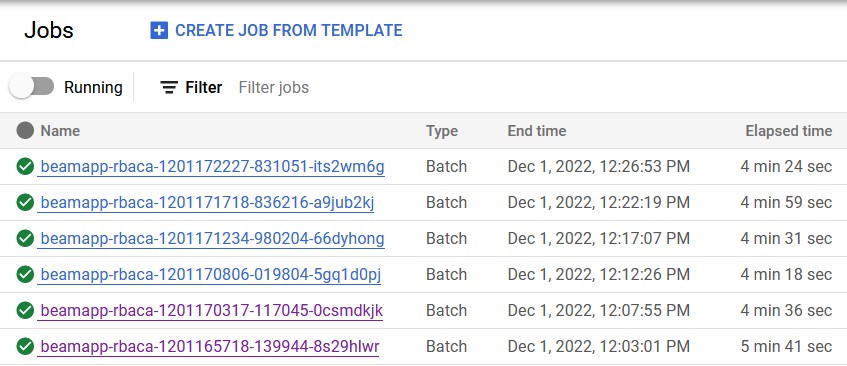 Jobs CREATE JOB FROM TEMPLATE
Running Filter Filter jobs
Name Type End time Elapsed time
beamapp-rbaca-1201172227-831051-its2wm6g Batch Dec 1, 2022, 12:26:53 PM 4 min 24 sec
beamapp-rbaca-1201171718-836216-a9jub2kj Batch Dec 1, 2022, 12:22:19 PM 4 min 59 sec
beamapp-rbaca-1201171234-980204-66dyhong Batch Dec 1, 2022, 12:17:07 PM 4 min 31 sec
beamapp-rbaca-1201170806-019804-5gq1d0pj Batch Dec 1, 2022, 12:12:26 PM 4 min 18 sec
beamapp-rbaca-1201170317-117045-0csmdkjk Batch Dec 1, 2022, 12:07:55 PM 4 min 36 sec
beamapp-rbaca-1201165718-139944-8s29hlwr Batch Dec 1, 2022, 12:03:01 PM 5 min 41 sec